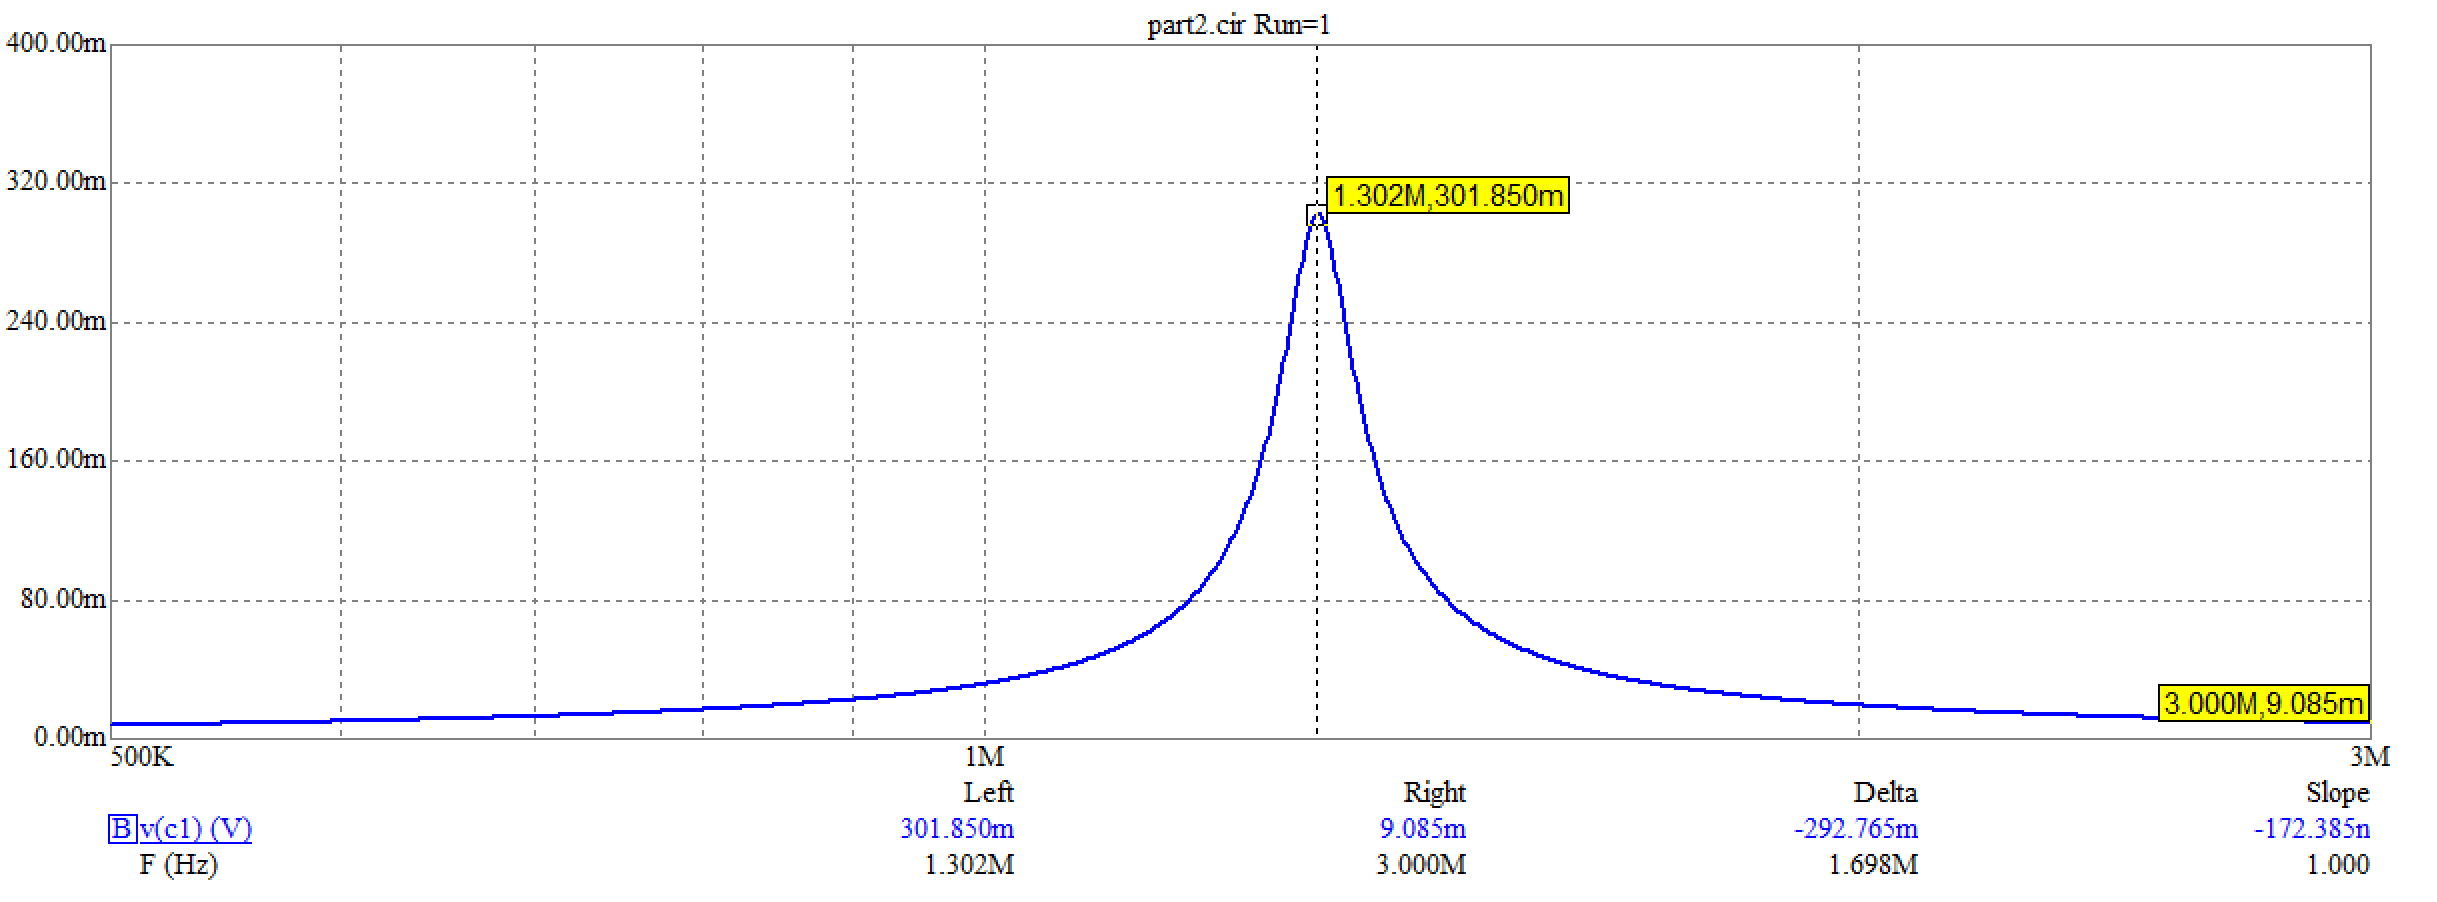 part2.cir Run=1
400.00m
320.00m
1.302M,301.850m
240.00m
160.00m
80.00m
3.000M,9.085m
0.00m
500K 1M 3M
Left Right Delta Slope
B v(c1) (V) 301.850m 9.085m -292.765m -172.385n
F (Hz) 1.302M 3.000M 1.698M 1.000